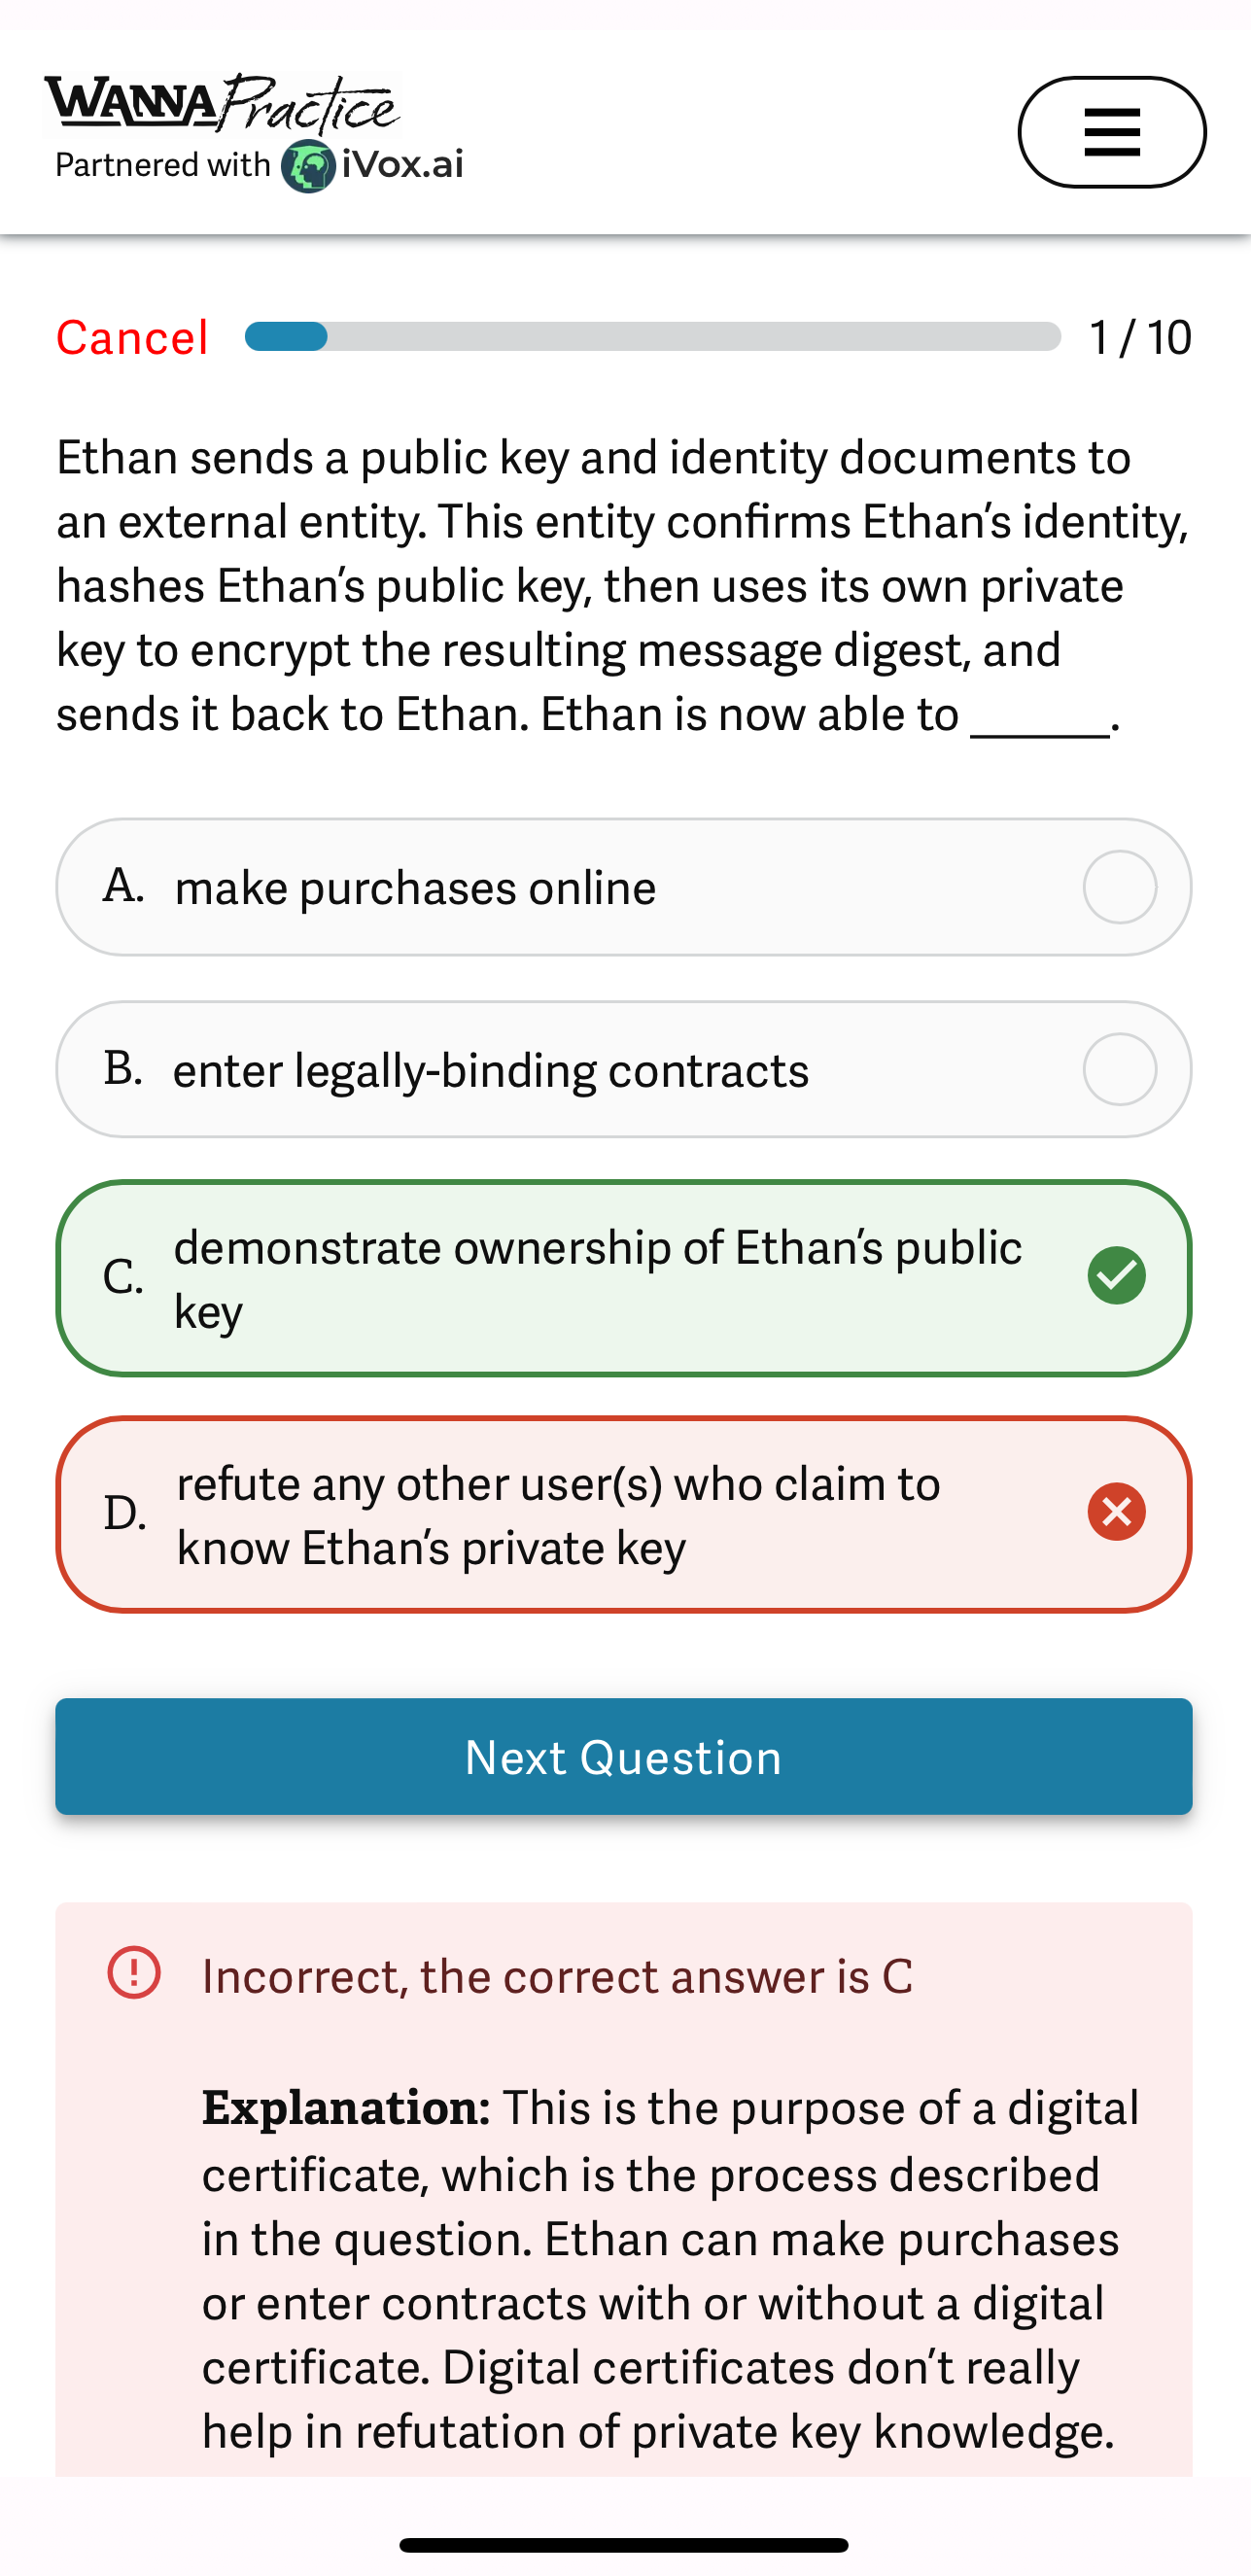 WANNA Practice
Partnered with iVox.ai
Cancel 1 / 10
Ethan sends a public key and identity documents to
an external entity. This entity confirms Ethan’s identity,
hashes Ethan’s public key, then uses its own private
key to encrypt the resulting message digest, and
sends it back to Ethan. Ethan is now able to ______.
A. make purchases online
B. enter legally-binding contracts
C. demonstrate ownership of Ethan’s public
key
D. refute any other user(s) who claim to
know Ethan’s private key
Next Question
Incorrect, the correct answer is C
Explanation: This is the purpose of a digital
certificate, which is the process described
in the question. Ethan can make purchases
or enter contracts with or without a digital
certificate. Digital certificates don’t really
help in refutation of private key knowledge.